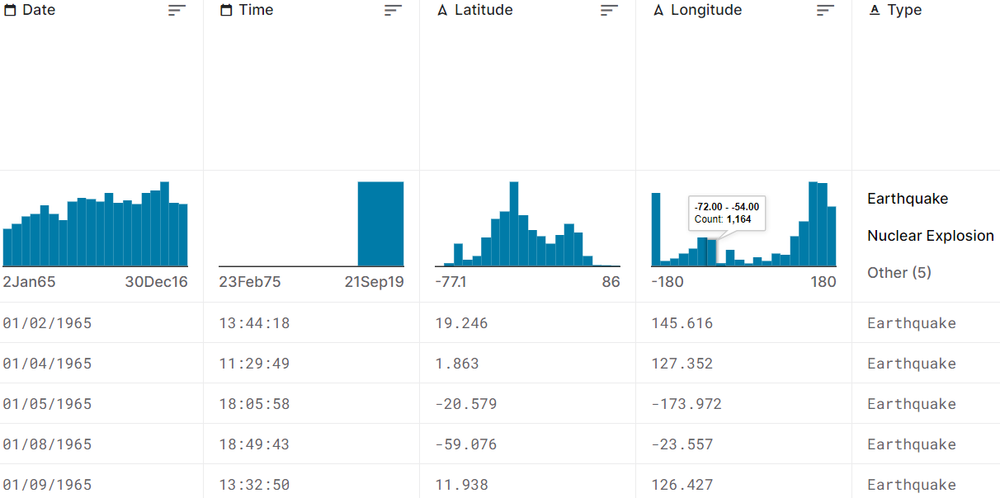 Date Time Latitude Longitude Type
-72.00 - -54.00
Count: 1,164
Earthquake
Nuclear Explosion
Other (5)
2Jan65 30Dec16 23Feb75 21Sep19 -77.1 86 -180 180
01/02/1965 13:44:18 19.246 145.616 Earthquake
01/04/1965 11:29:49 1.863 127.352 Earthquake
01/05/1965 18:05:58 -20.579 -173.972 Earthquake
01/08/1965 18:49:43 -59.076 -23.557 Earthquake
01/09/1965 13:32:50 11.938 126.427 Earthquake